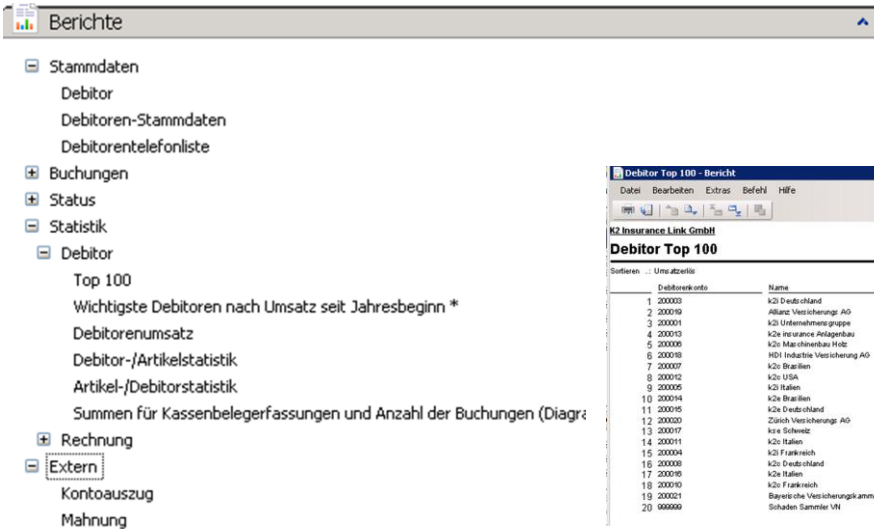 Berichte
Stammdaten
Debitor
Debitoren-Stammdaten
Debitorentelefonliste
Buchungen
Status
Statistik
Debitor
Top 100
Wichtigste Debitoren nach Umsatz seit Jahresbeginn *
Debitorenumsatz
Debitor-/Artikelstatistik
Artikel-/Debitorstatistik
Summen für Kassenbelegerfassungen und Anzahl der Buchungen (Diagra
Rechnung
Extern
Kontoauszug
Mahnung
Debitor Top 100 - Bericht
Datei Bearbeiten Extras Befehl Hilfe
K2 Insurance Link GmbH
Debitor Top 100
Sortieren ..: Umsatzerlös
Debitorenkonto Name
1 200003 k2i Deutschland
2 200019 Allianz Versicherungs AG
3 200001 k2i Unternehmensgruppe
4 200013 k2e insurance Anlagenbau
5 200006 k2c Maschinenbau Holz
6 200018 HDI Industrie Versicherung AG
7 200007 k2c Brasilien
8 200012 k2c USA
9 200005 k2i Italien
10 200014 k2e Brasilien
11 200015 k2e Deutschland
12 200020 Zürich Versicherungs AG
13 200017 kse Schweiz
14 200011 k2c Italien
15 200004 k2i Frankreich
16 200008 k2c Deutschland
17 200016 k2e Italien
18 200010 k2c Frankreich
19 200021 Bayerische Versicherungskamm
20 999999 Schaden Sammler VN